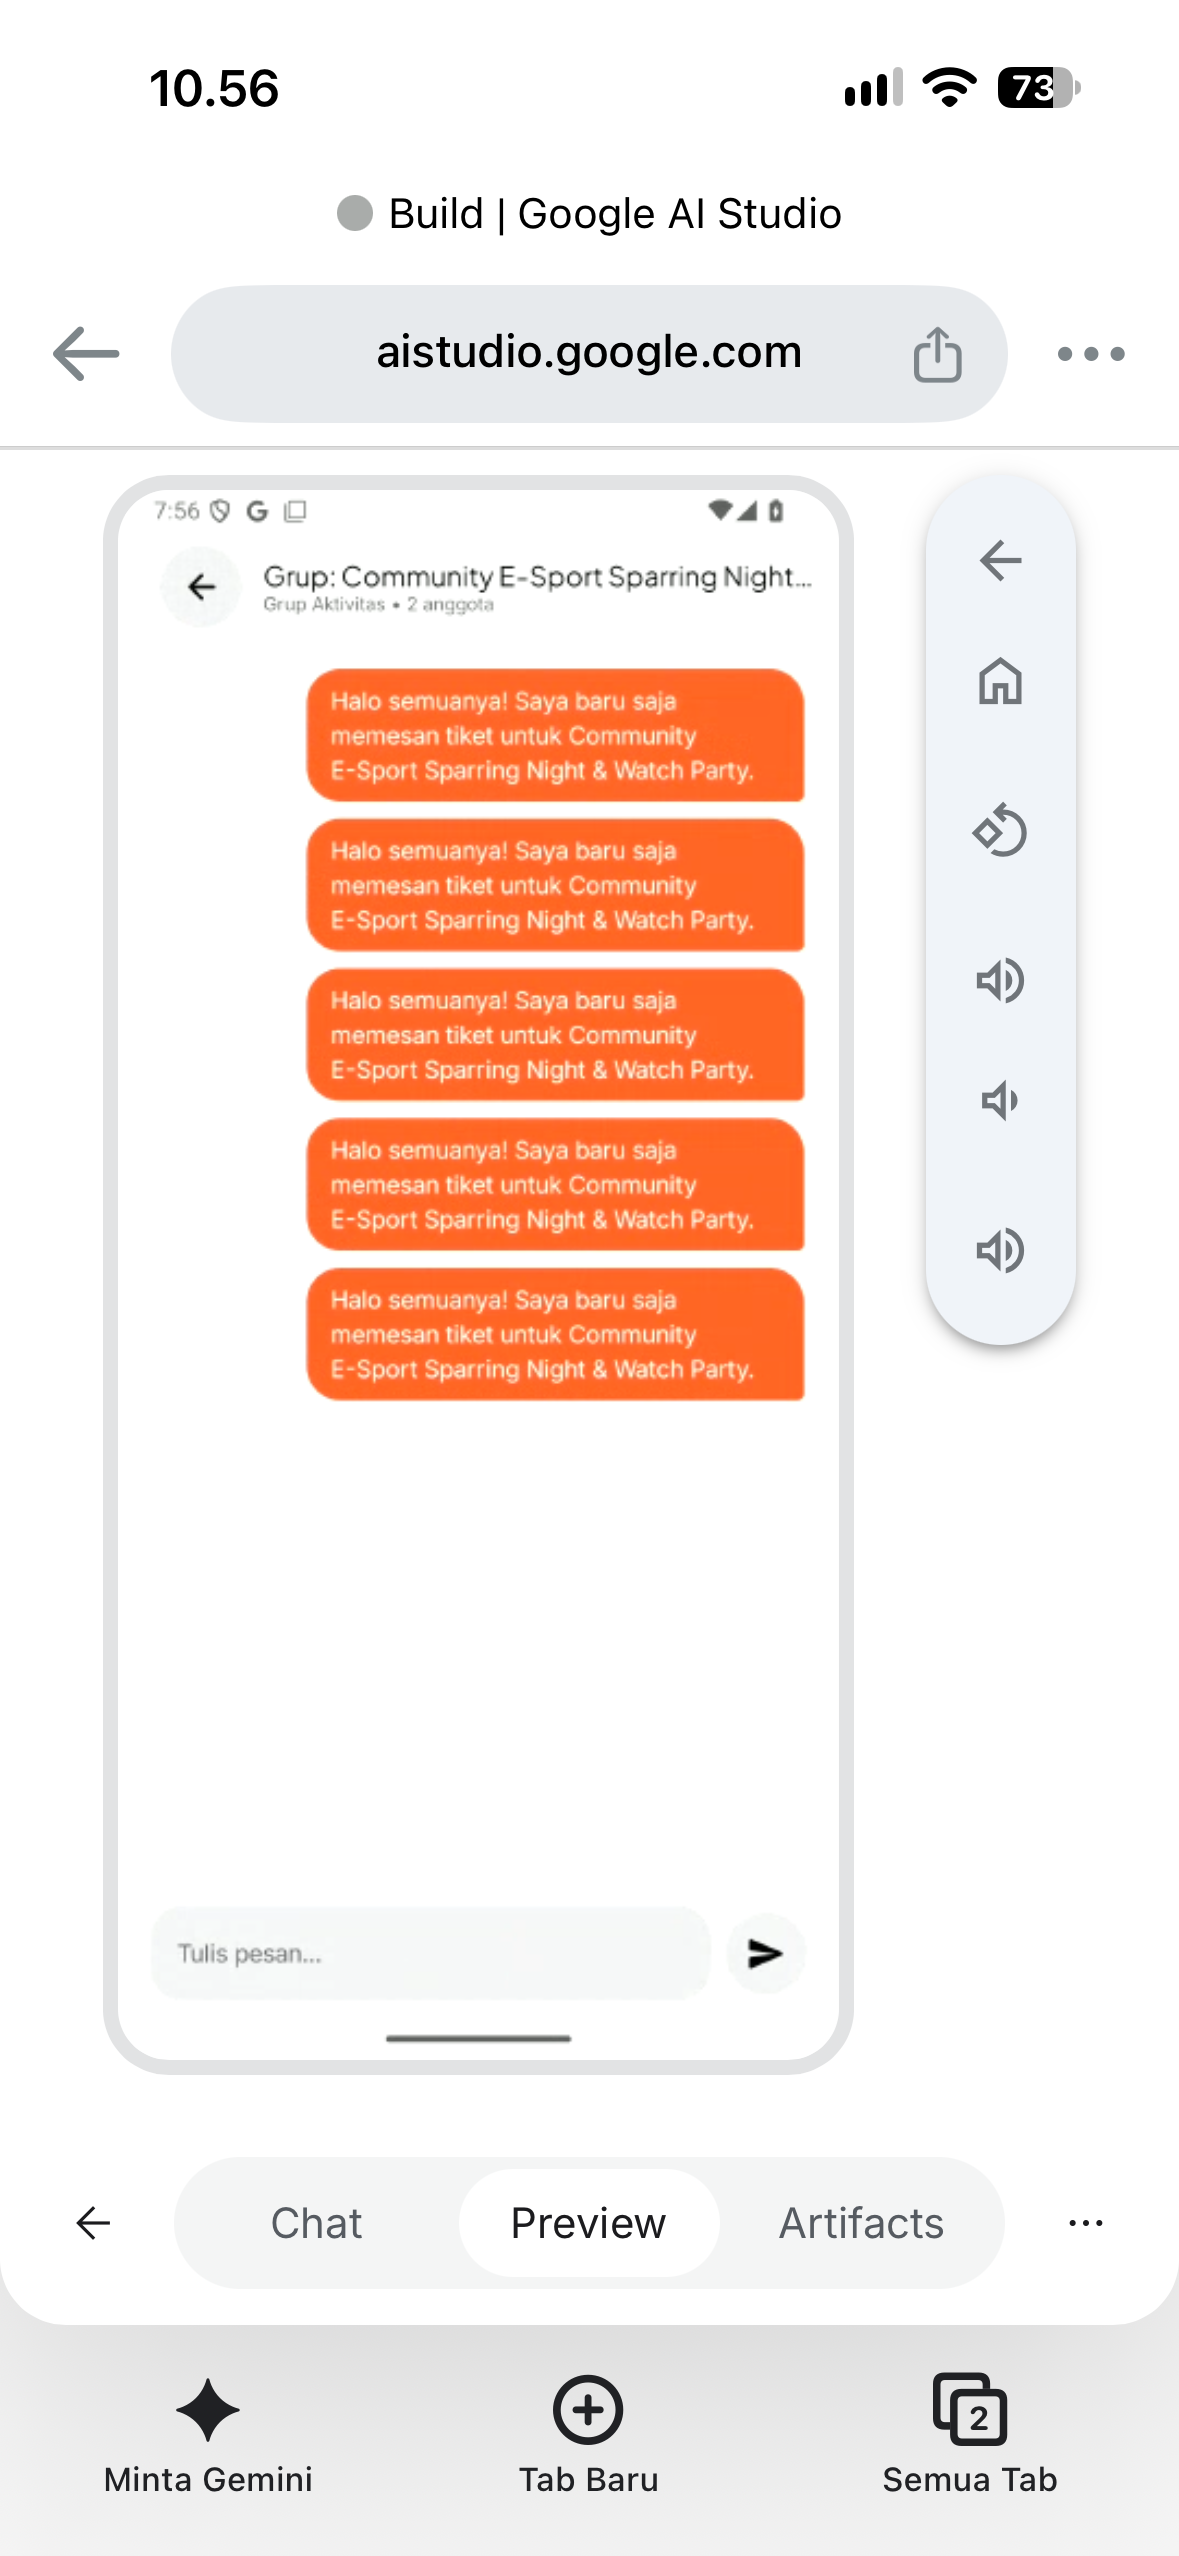 10.56
73
Build | Google AI Studio
aistudio.google.com
7:56
Grup: Community E-Sport Sparring Night...
Grup Aktivitas • 2 anggota
Halo semuanya! Saya baru saja
memesan tiket untuk Community
E-Sport Sparring Night & Watch Party.
Halo semuanya! Saya baru saja
memesan tiket untuk Community
E-Sport Sparring Night & Watch Party.
Halo semuanya! Saya baru saja
memesan tiket untuk Community
E-Sport Sparring Night & Watch Party.
Halo semuanya! Saya baru saja
memesan tiket untuk Community
E-Sport Sparring Night & Watch Party.
Halo semuanya! Saya baru saja
memesan tiket untuk Community
E-Sport Sparring Night & Watch Party.
Tulis pesan...
Chat
Preview
Artifacts
2
Minta Gemini
Tab Baru
Semua Tab